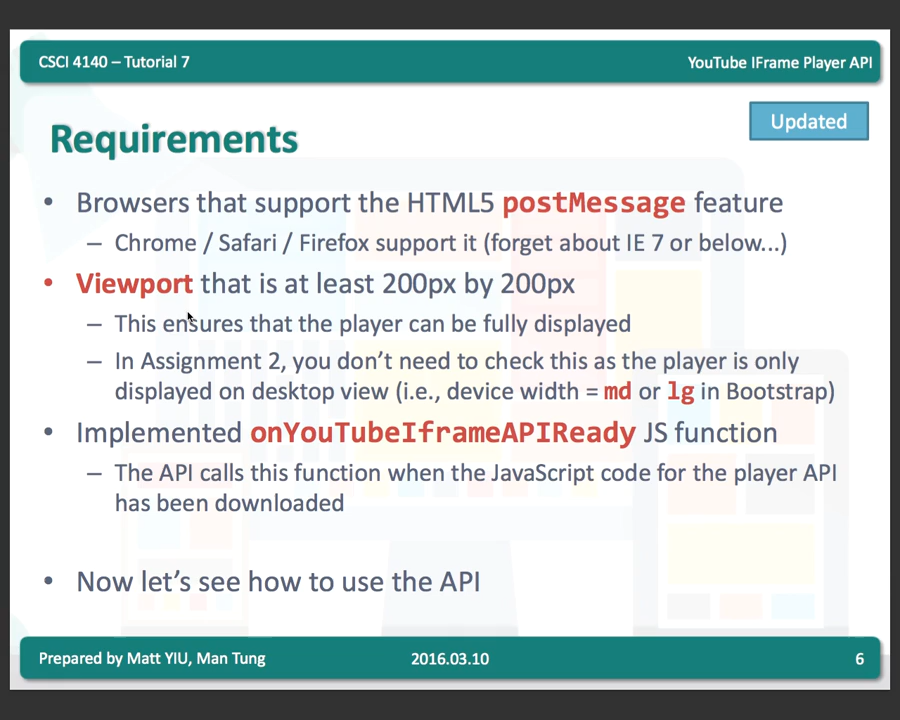 CSCI 4140 – Tutorial 7
YouTube IFrame Player API
Updated
Requirements
• Browsers that support the HTML5 postMessage feature
– Chrome / Safari / Firefox support it (forget about IE 7 or below...)
• Viewport that is at least 200px by 200px
– This ensures that the player can be fully displayed
– In Assignment 2, you don’t need to check this as the player is only
displayed on desktop view (i.e., device width = md or lg in Bootstrap)
• Implemented onYouTubeIframeAPIReady JS function
– The API calls this function when the JavaScript code for the player API
has been downloaded
• Now let’s see how to use the API
Prepared by Matt YIU, Man Tung
2016.03.10
6